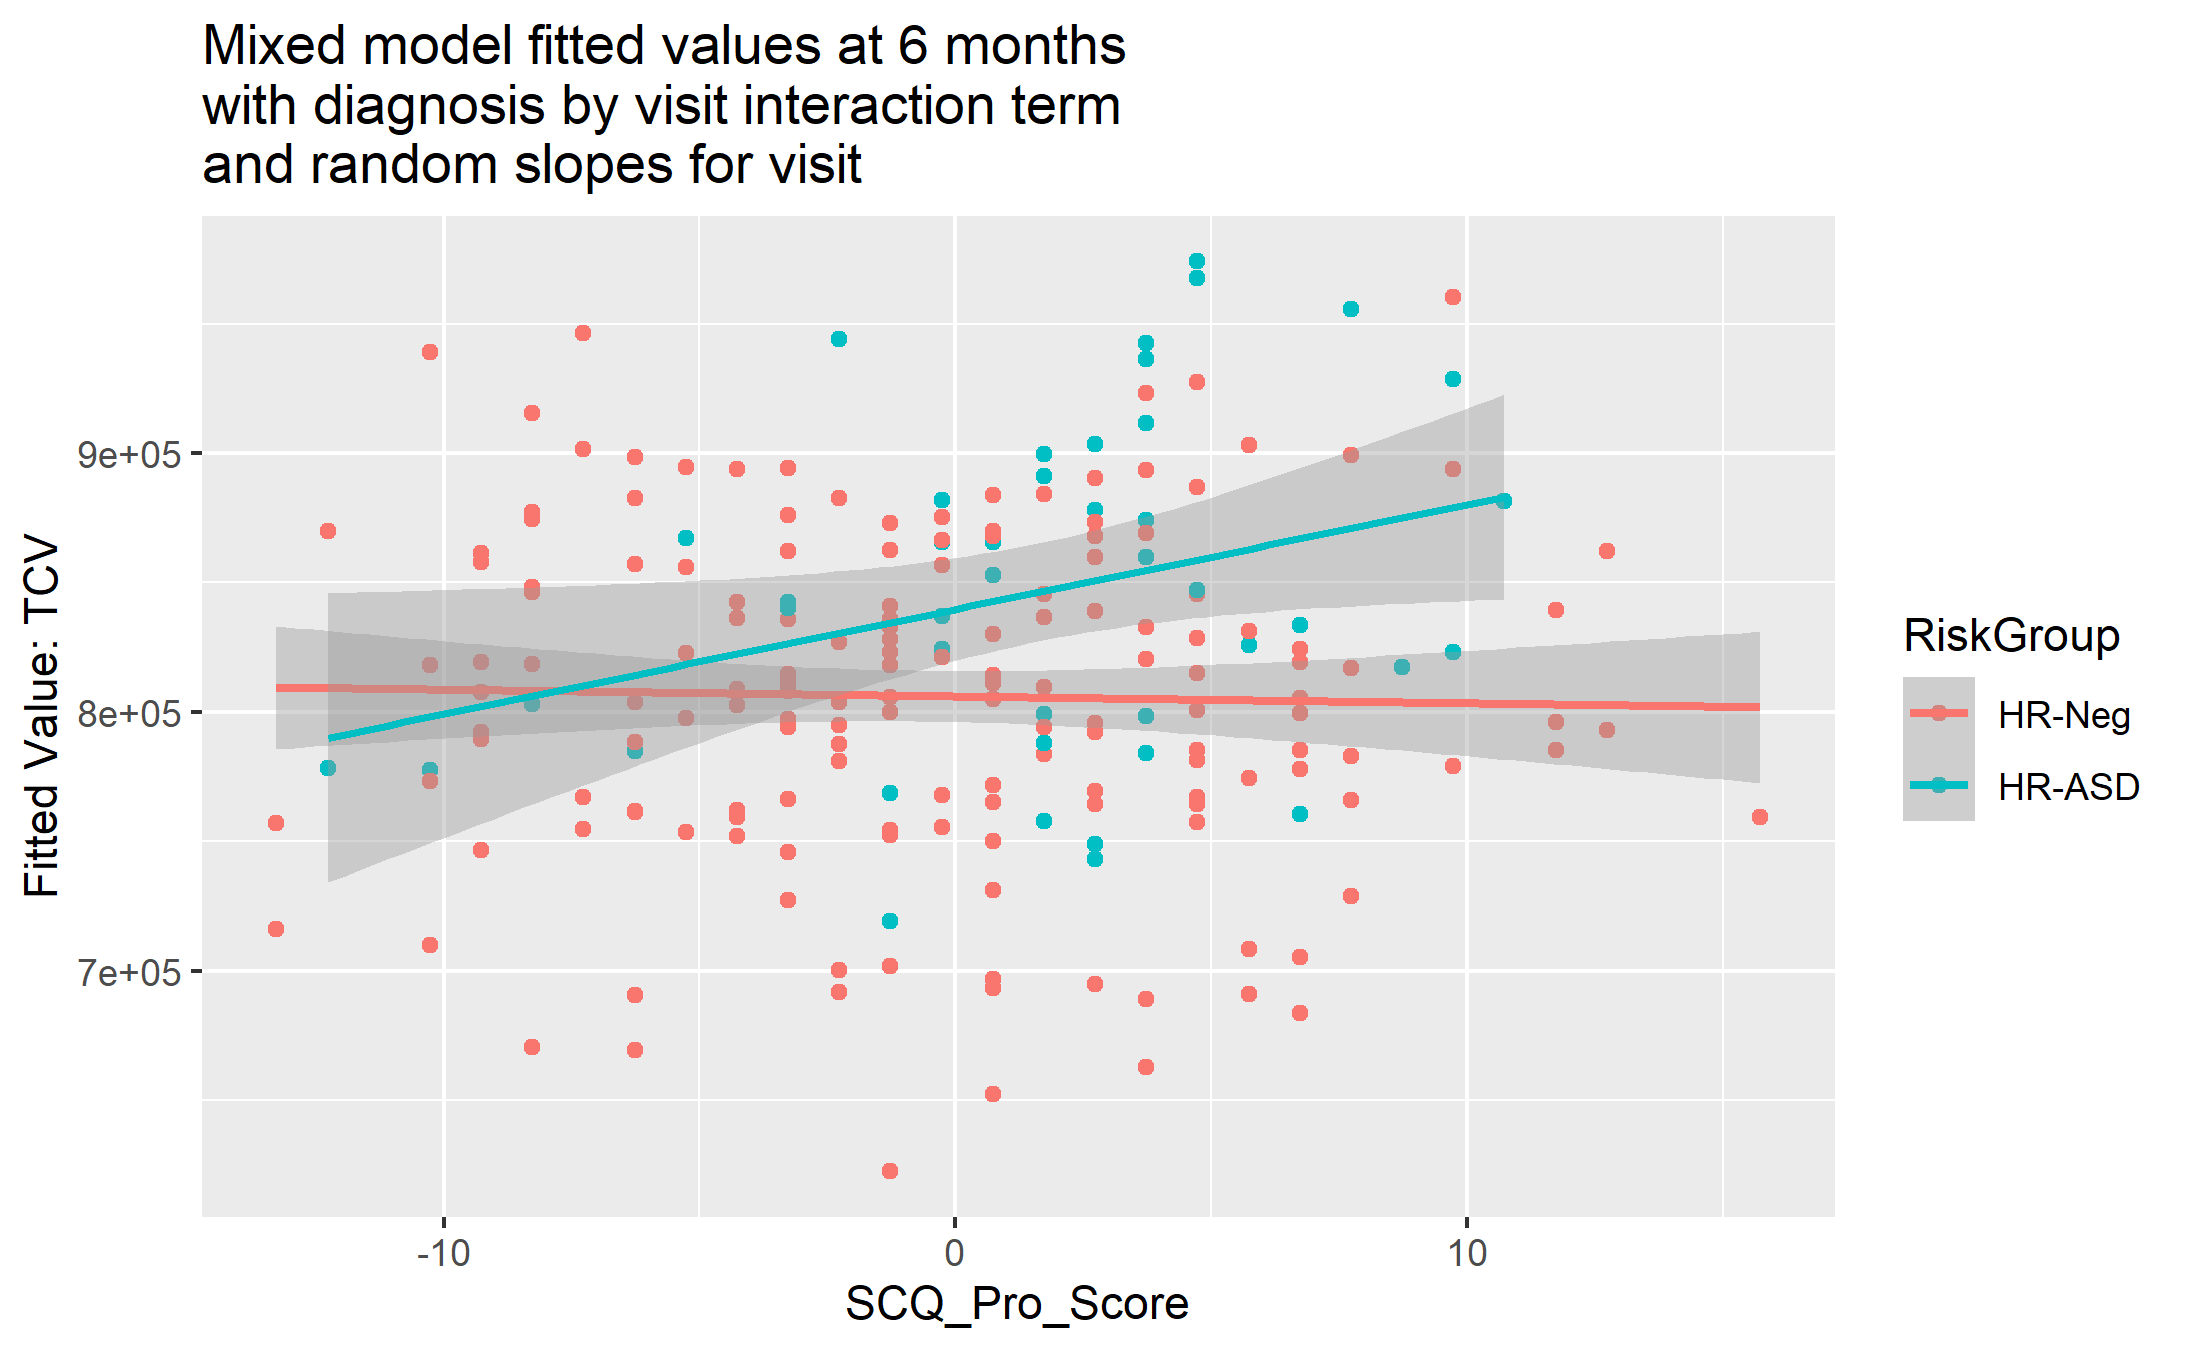 Mixed model fitted values at 6 months
with diagnosis by visit interaction term
and random slopes for visit
Fitted Value: TCV
9e+05
8e+05
7e+05
-10 0 10
SCQ_Pro_Score
RiskGroup
HR-Neg
HR-ASD